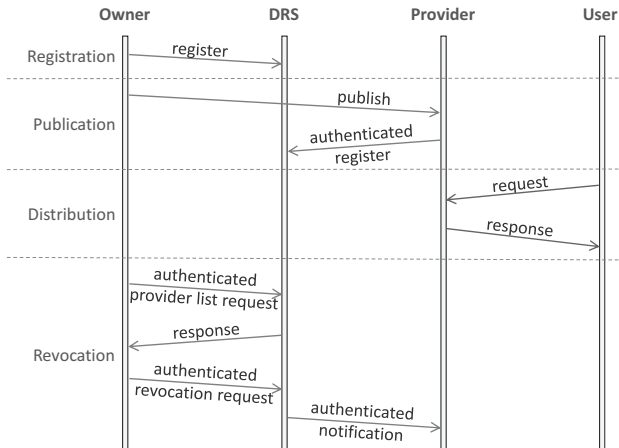 Owner DRS Provider User
Registration
register
publish
Publication
authenticated
register
request
Distribution
response
authenticated
provider list request
response
Revocation
authenticated
revocation request
authenticated
notification